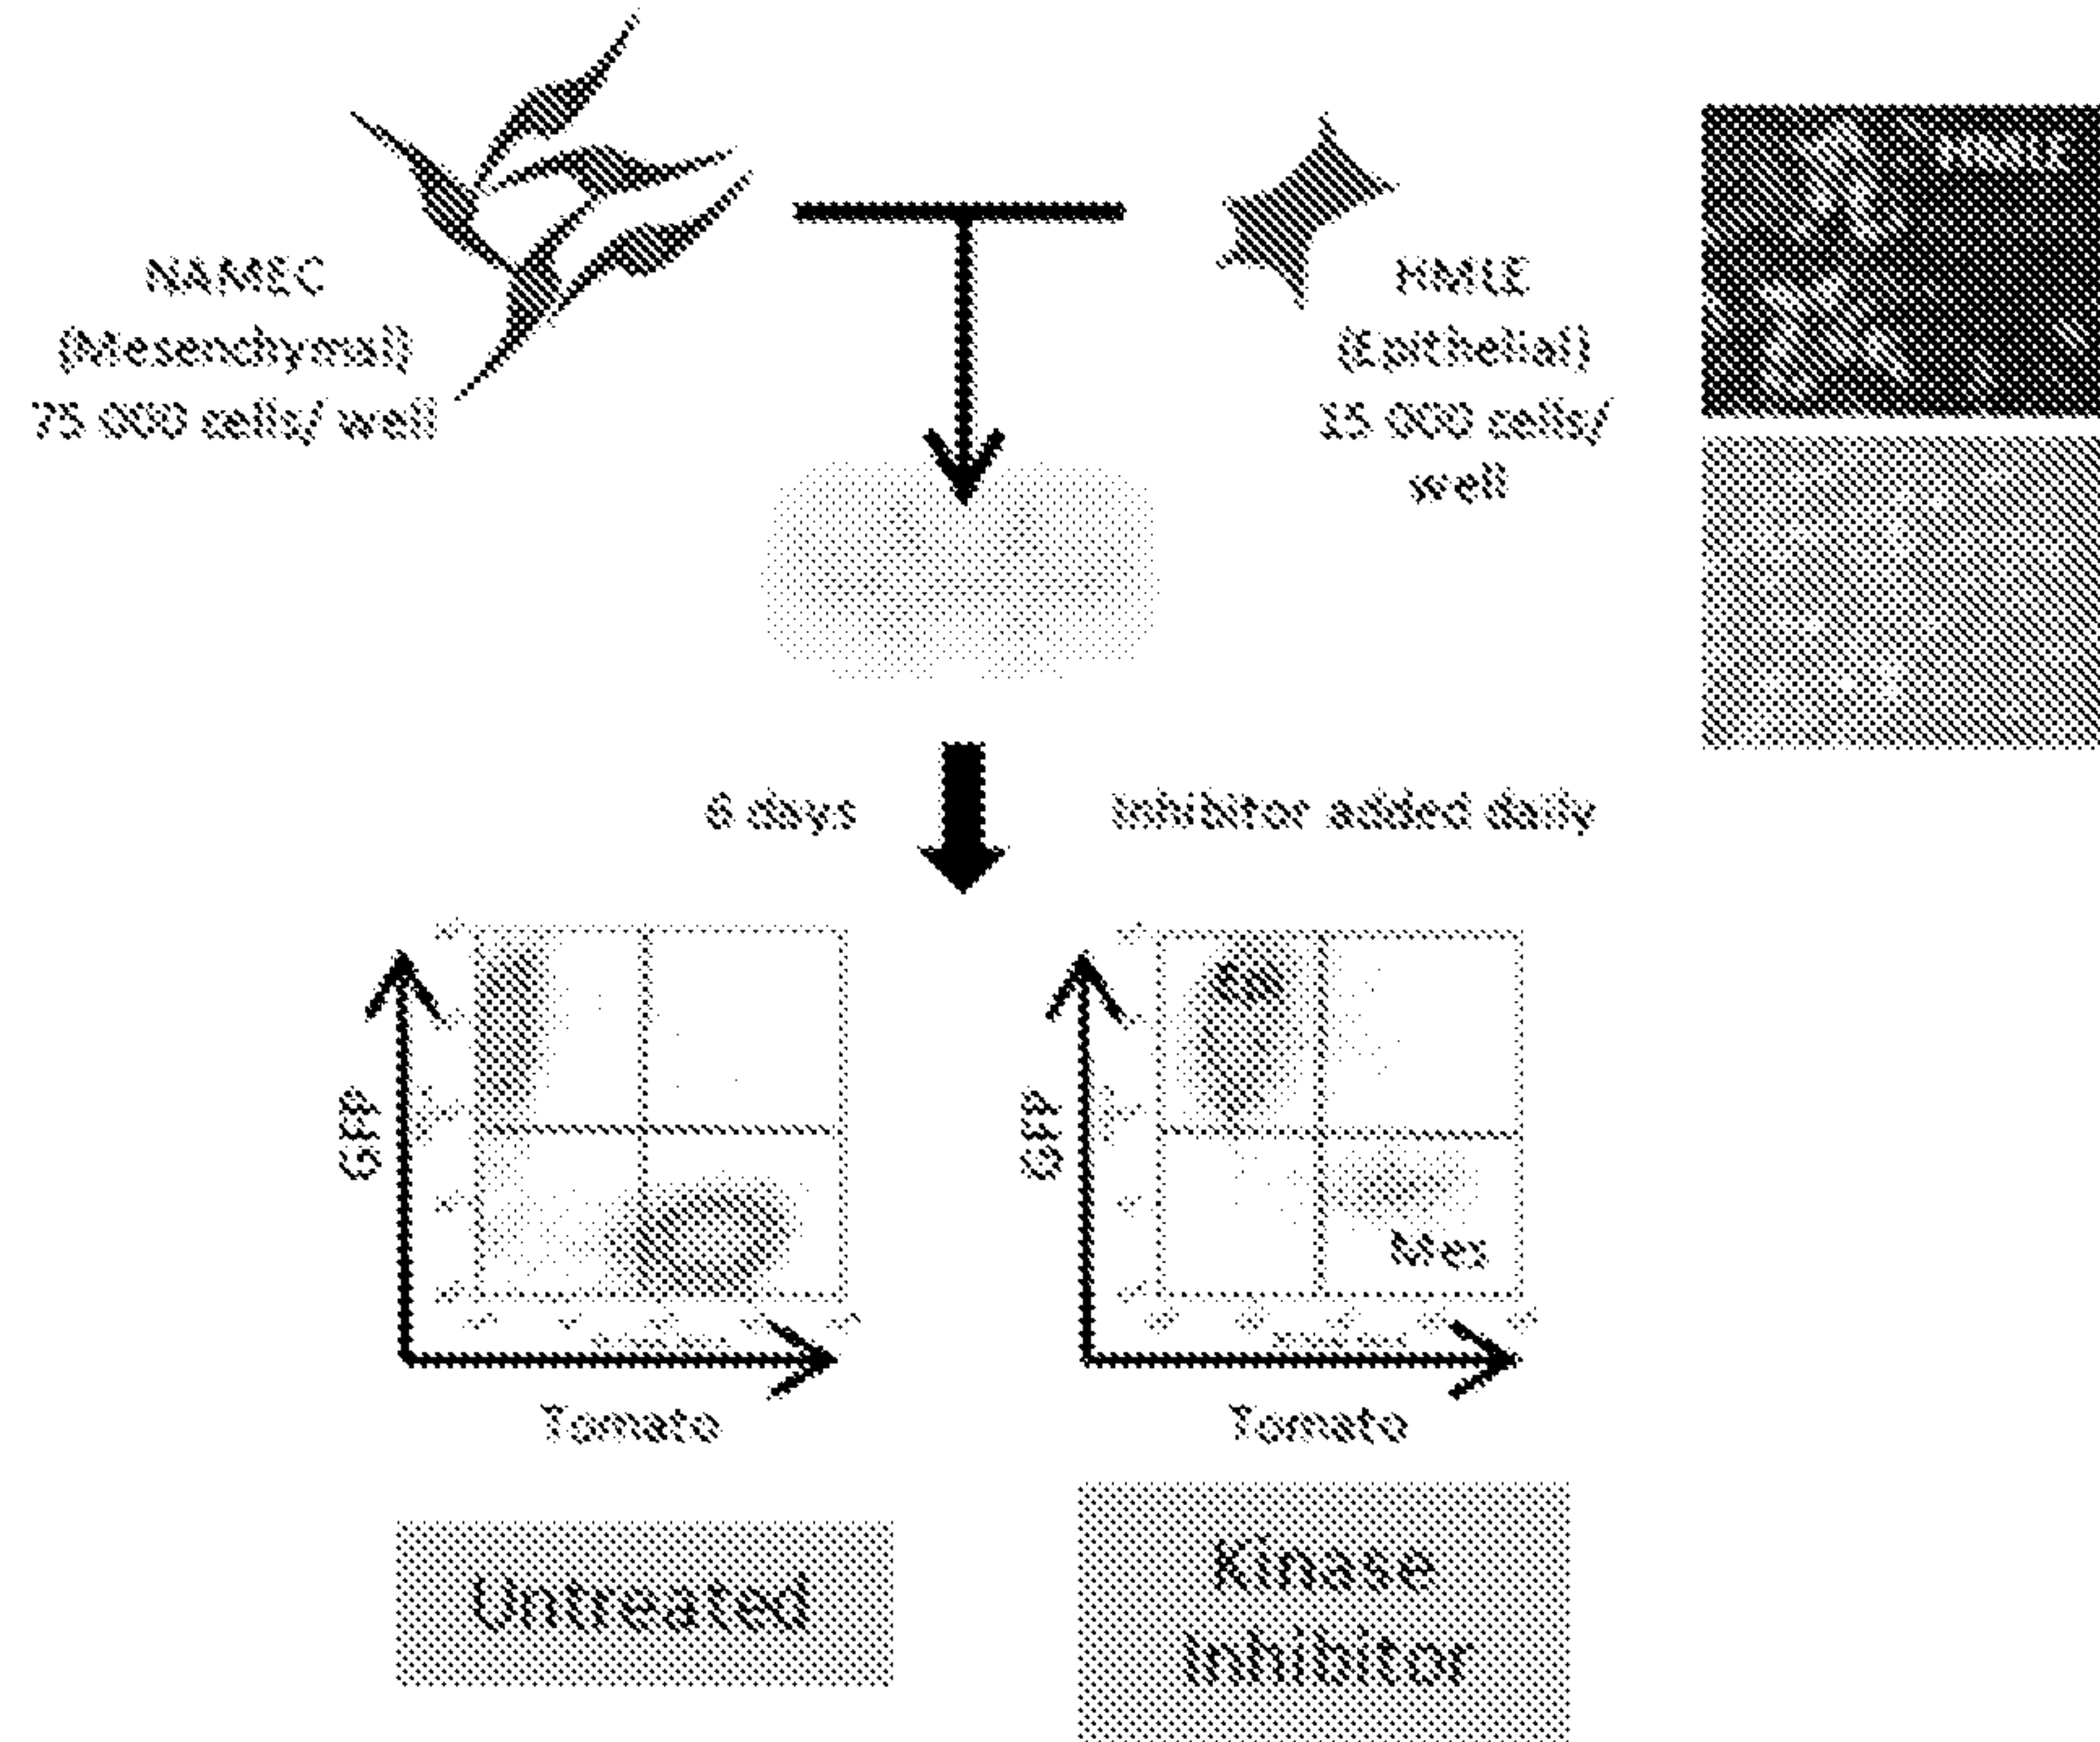 NAMEC
(Mesenchymal)
75 000 cells/ well
HMLE
(Epithelial)
15 000 cells/
well
6 days
Inhibitor added daily
GFP
Tomato
Untreated
GFP
Epi
Mes
Tomato
Kinase
Inhibitor